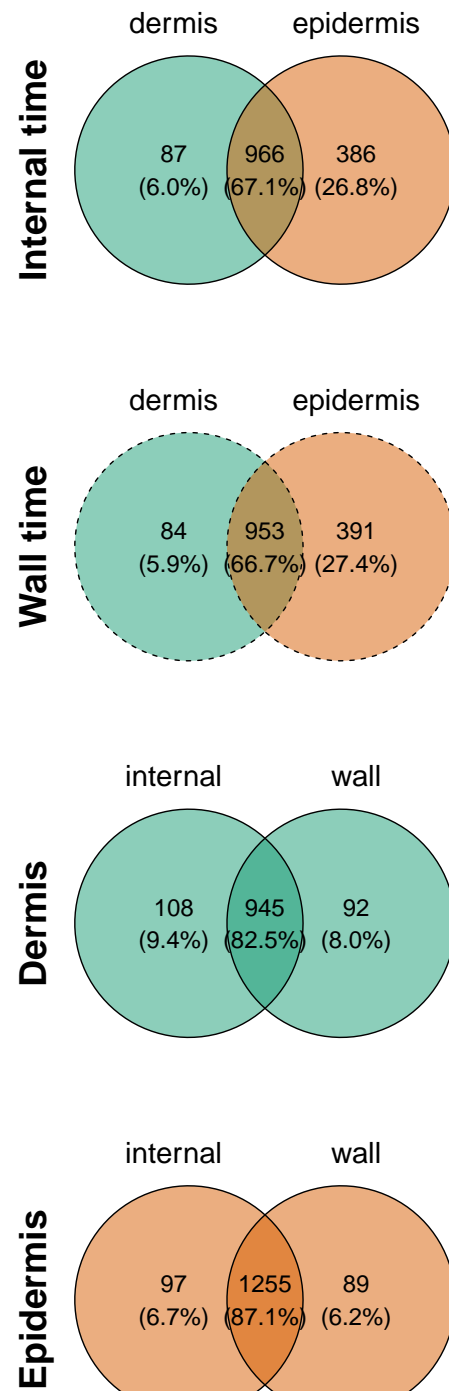 Internal time
dermis epidermis
87 966 386
(6.0%) (67.1%) (26.8%)
Wall time
dermis epidermis
84 953 391
(5.9%) (66.7%) (27.4%)
Dermis
internal wall
108 945 92
(9.4%) (82.5%) (8.0%)
Epidermis
internal wall
97 1255 89
(6.7%) (87.1%) (6.2%)